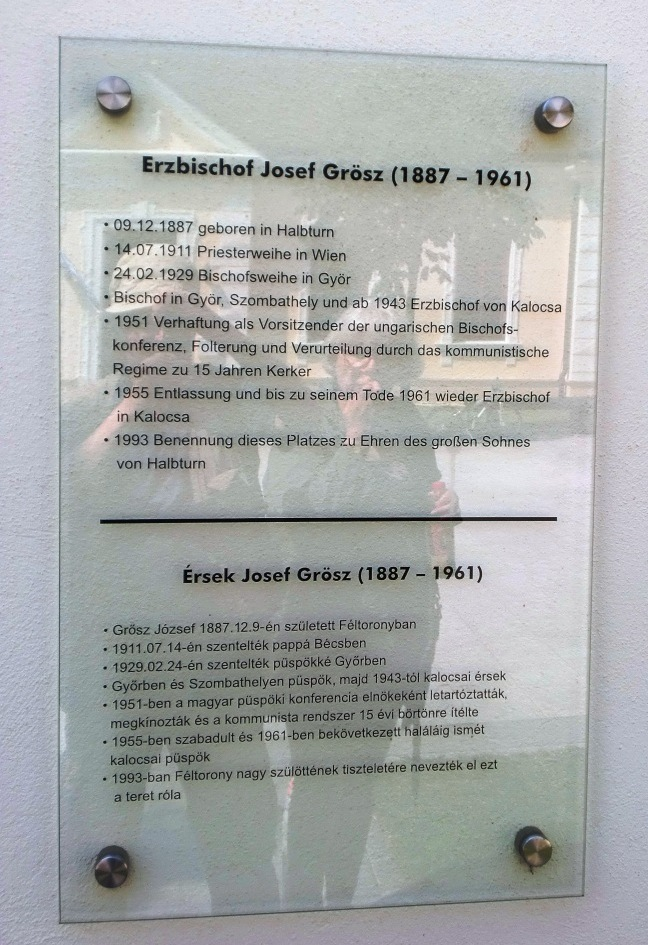 Erzbischof Josef Grösz (1887 – 1961)
• 09.12.1887 geboren in Halbturn
• 14.07.1911 Priesterweihe in Wien
• 24.02.1929 Bischofsweihe in Györ
• Bischof in Györ, Szombathely und ab 1943 Erzbischof von Kalocsa
• 1951 Verhaftung als Vorsitzender der ungarischen Bischofs-
konferenz, Folterung und Verurteilung durch das kommunistische
Regime zu 15 Jahren Kerker
• 1955 Entlassung und bis zu seinem Tode 1961 wieder Erzbischof
in Kalocsa
• 1993 Benennung dieses Platzes zu Ehren des großen Sohnes
von Halbturn
Érsek Josef Grösz (1887 – 1961)
• Grősz József 1887.12.9-én született Féltoronyban
• 1911.07.14-én szentelték pappá Bécsben
• 1929.02.24-én szentelték püspökké Győrben
• Győrben és Szombathelyen püspök, majd 1943-tól kalocsai érsek
• 1951-ben a magyar püspöki konferencia elnökeként letartóztatták,
megkínozták és a kommunista rendszer 15 évi börtönre ítélte
• 1955-ben szabadult és 1961-ben bekövetkezett haláláig ismét
kalocsai püspök
• 1993-ban Féltorony nagy szülöttének tiszteletére nevezték el ezt
a teret róla